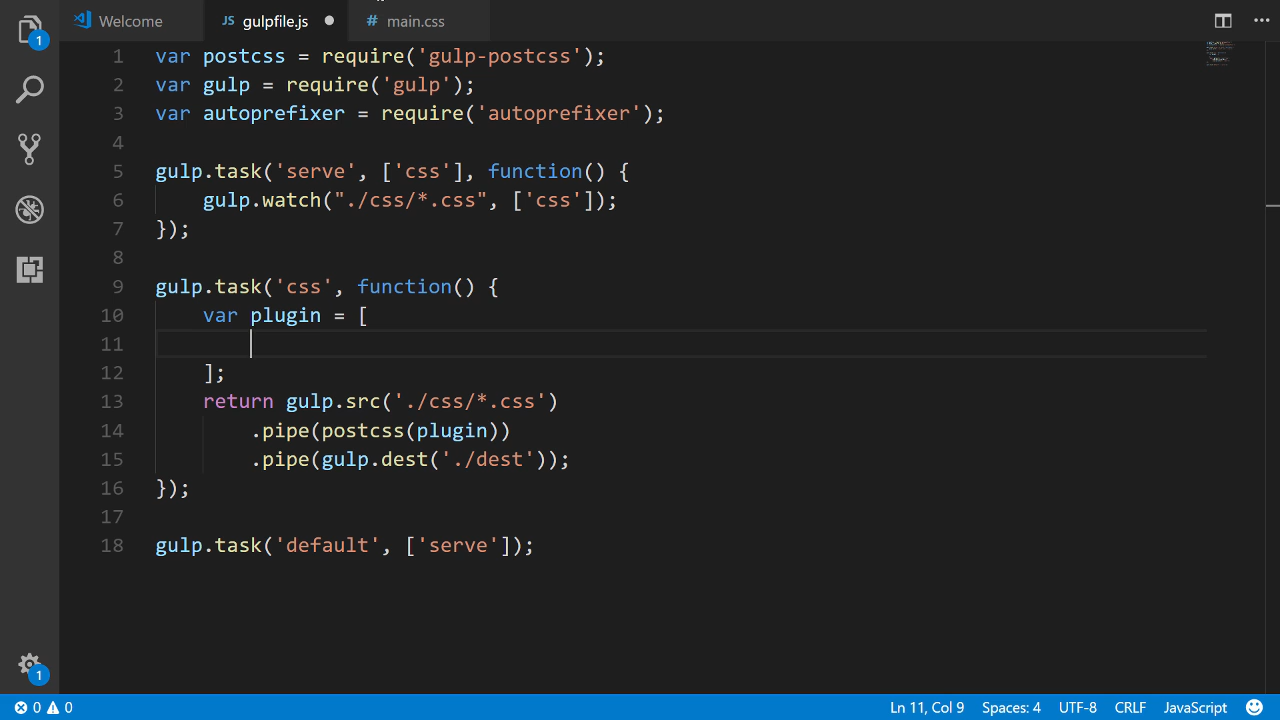 Welcome JS gulpfile.js # main.css
1
1 var postcss = require('gulp-postcss');
2 var gulp = require('gulp');
3 var autoprefixer = require('autoprefixer');
4
5 gulp.task('serve', ['css'], function() {
6 gulp.watch("./css/*.css", ['css']);
7 });
8
9 gulp.task('css', function() {
10 var plugin = [
11
12 ];
13 return gulp.src('./css/*.css')
14 .pipe(postcss(plugin))
15 .pipe(gulp.dest('./dest'));
16 });
17
18 gulp.task('default', ['serve']);
1
0 0 Ln 11, Col 9 Spaces: 4 UTF-8 CRLF JavaScript